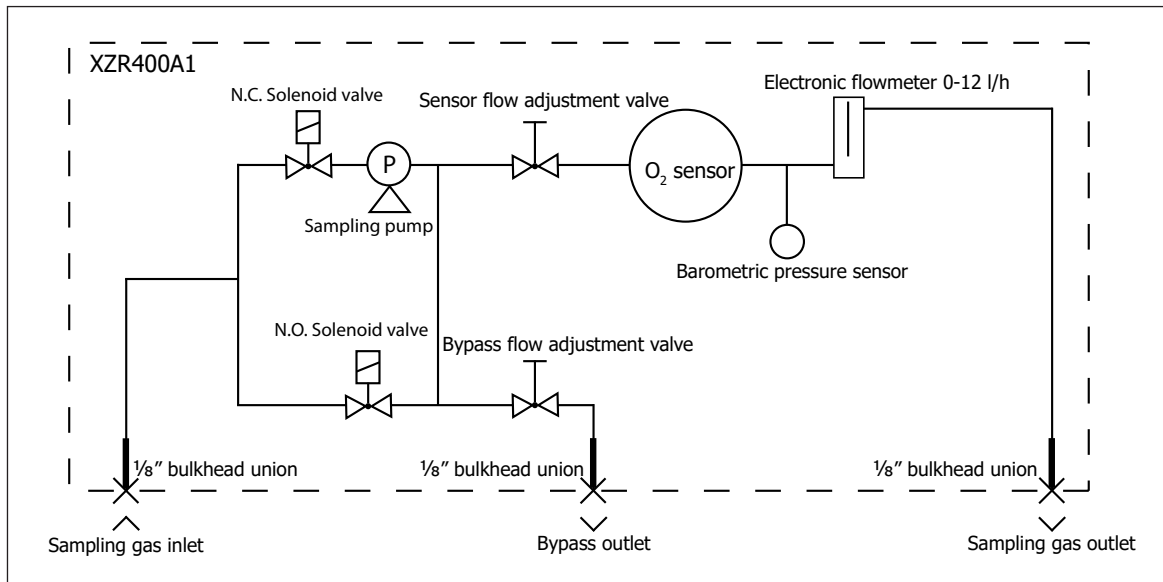 XZR400A1
N.C. Solenoid valve
Sensor flow adjustment valve
Electronic flowmeter 0-12 l/h
P
O₂ sensor
Sampling pump
Barometric pressure sensor
N.O. Solenoid valve
Bypass flow adjustment valve
⅛" bulkhead union
⅛" bulkhead union
⅛" bulkhead union
Sampling gas inlet
Bypass outlet
Sampling gas outlet